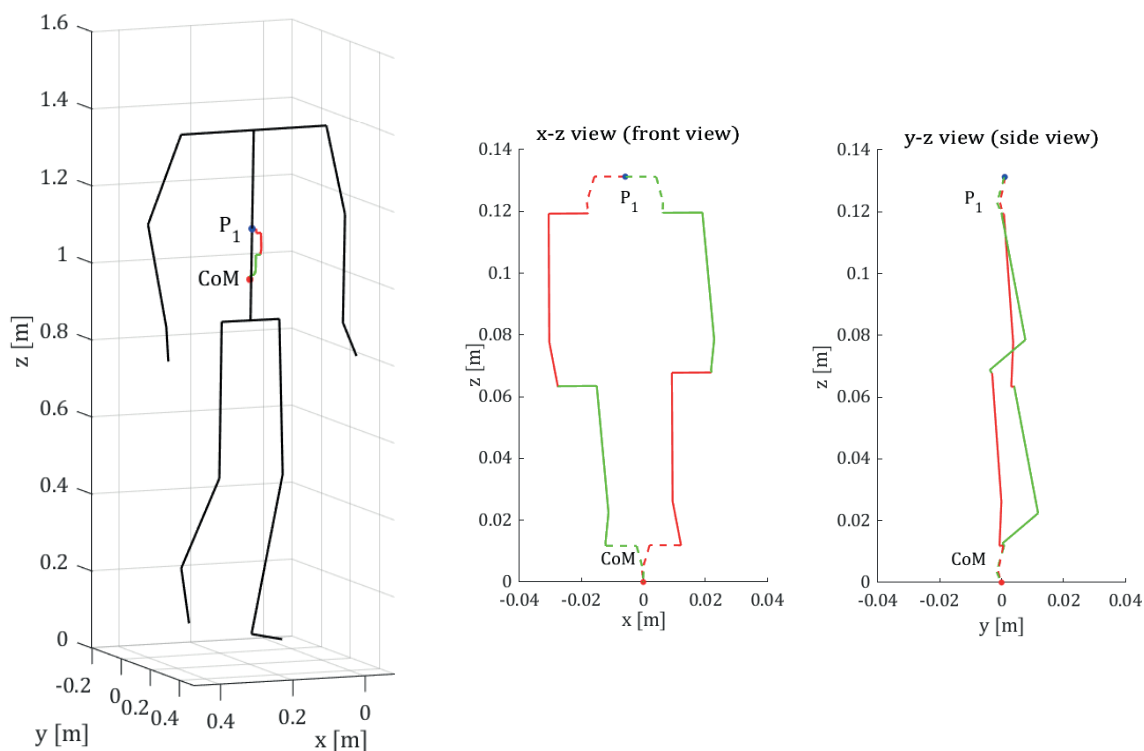 1.6
1.4
1.2
1
0.8
0.6
0.4
0.2
0
z [m]
P1
CoM
-0.2
0
0.2
0.4
y [m]
0.4
0.2
0
x [m]
x-z view (front view)
0.14
0.12
0.1
0.08
0.06
0.04
0.02
0
z [m]
P1
CoM
-0.04
-0.02
0
0.02
0.04
x [m]
y-z view (side view)
0.14
0.12
0.1
0.08
0.06
0.04
0.02
0
z [m]
P1
CoM
-0.04
-0.02
0
0.02
0.04
y [m]